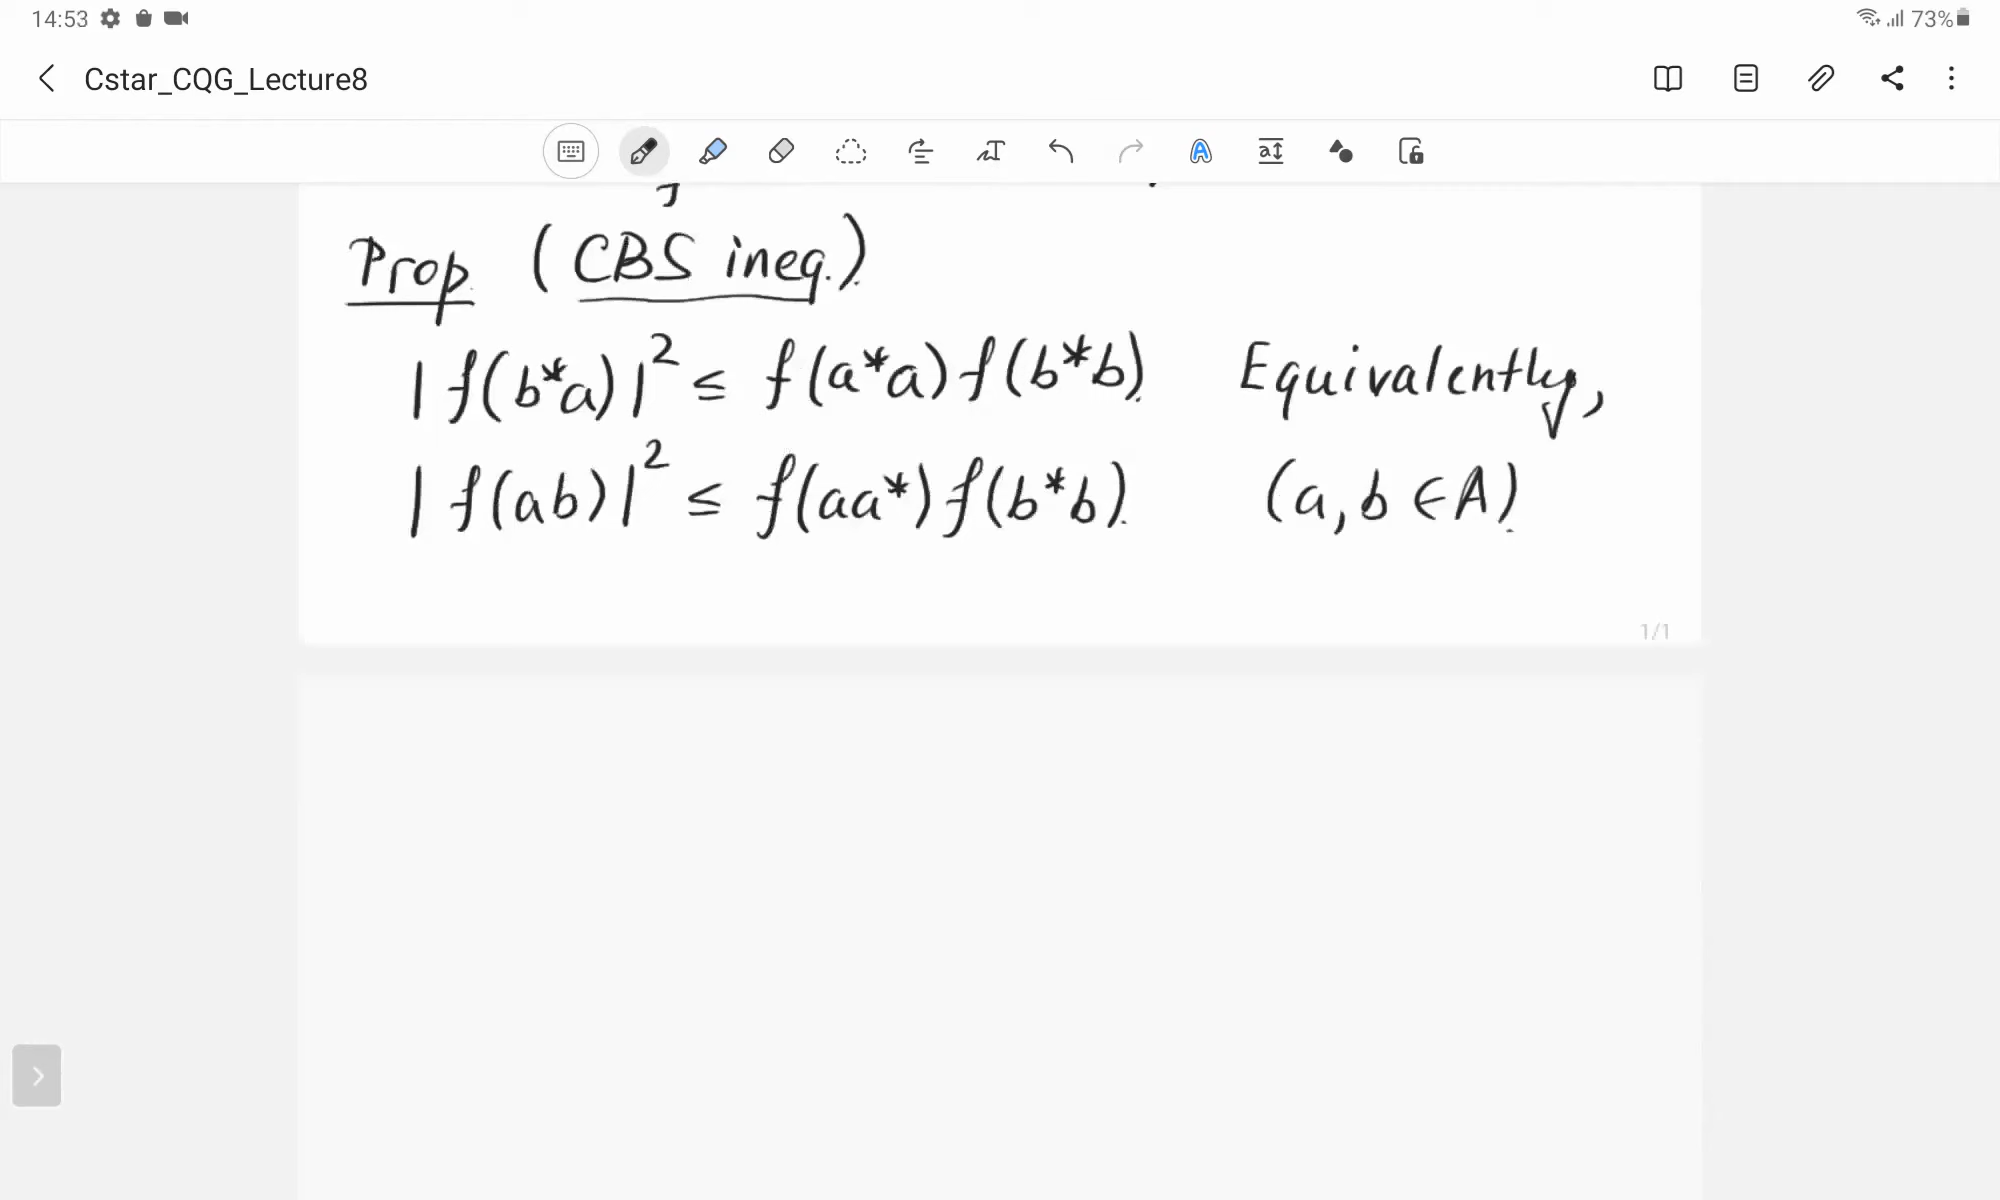 14:53 73%
Cstar_CQG_Lecture8
Prop (CBS ineq.)
|f(b*a)|² ≤ f(a*a)f(b*b). Equivalently,
|f(ab)|² ≤ f(aa*)f(b*b). (a, b ∈ A).
1/1